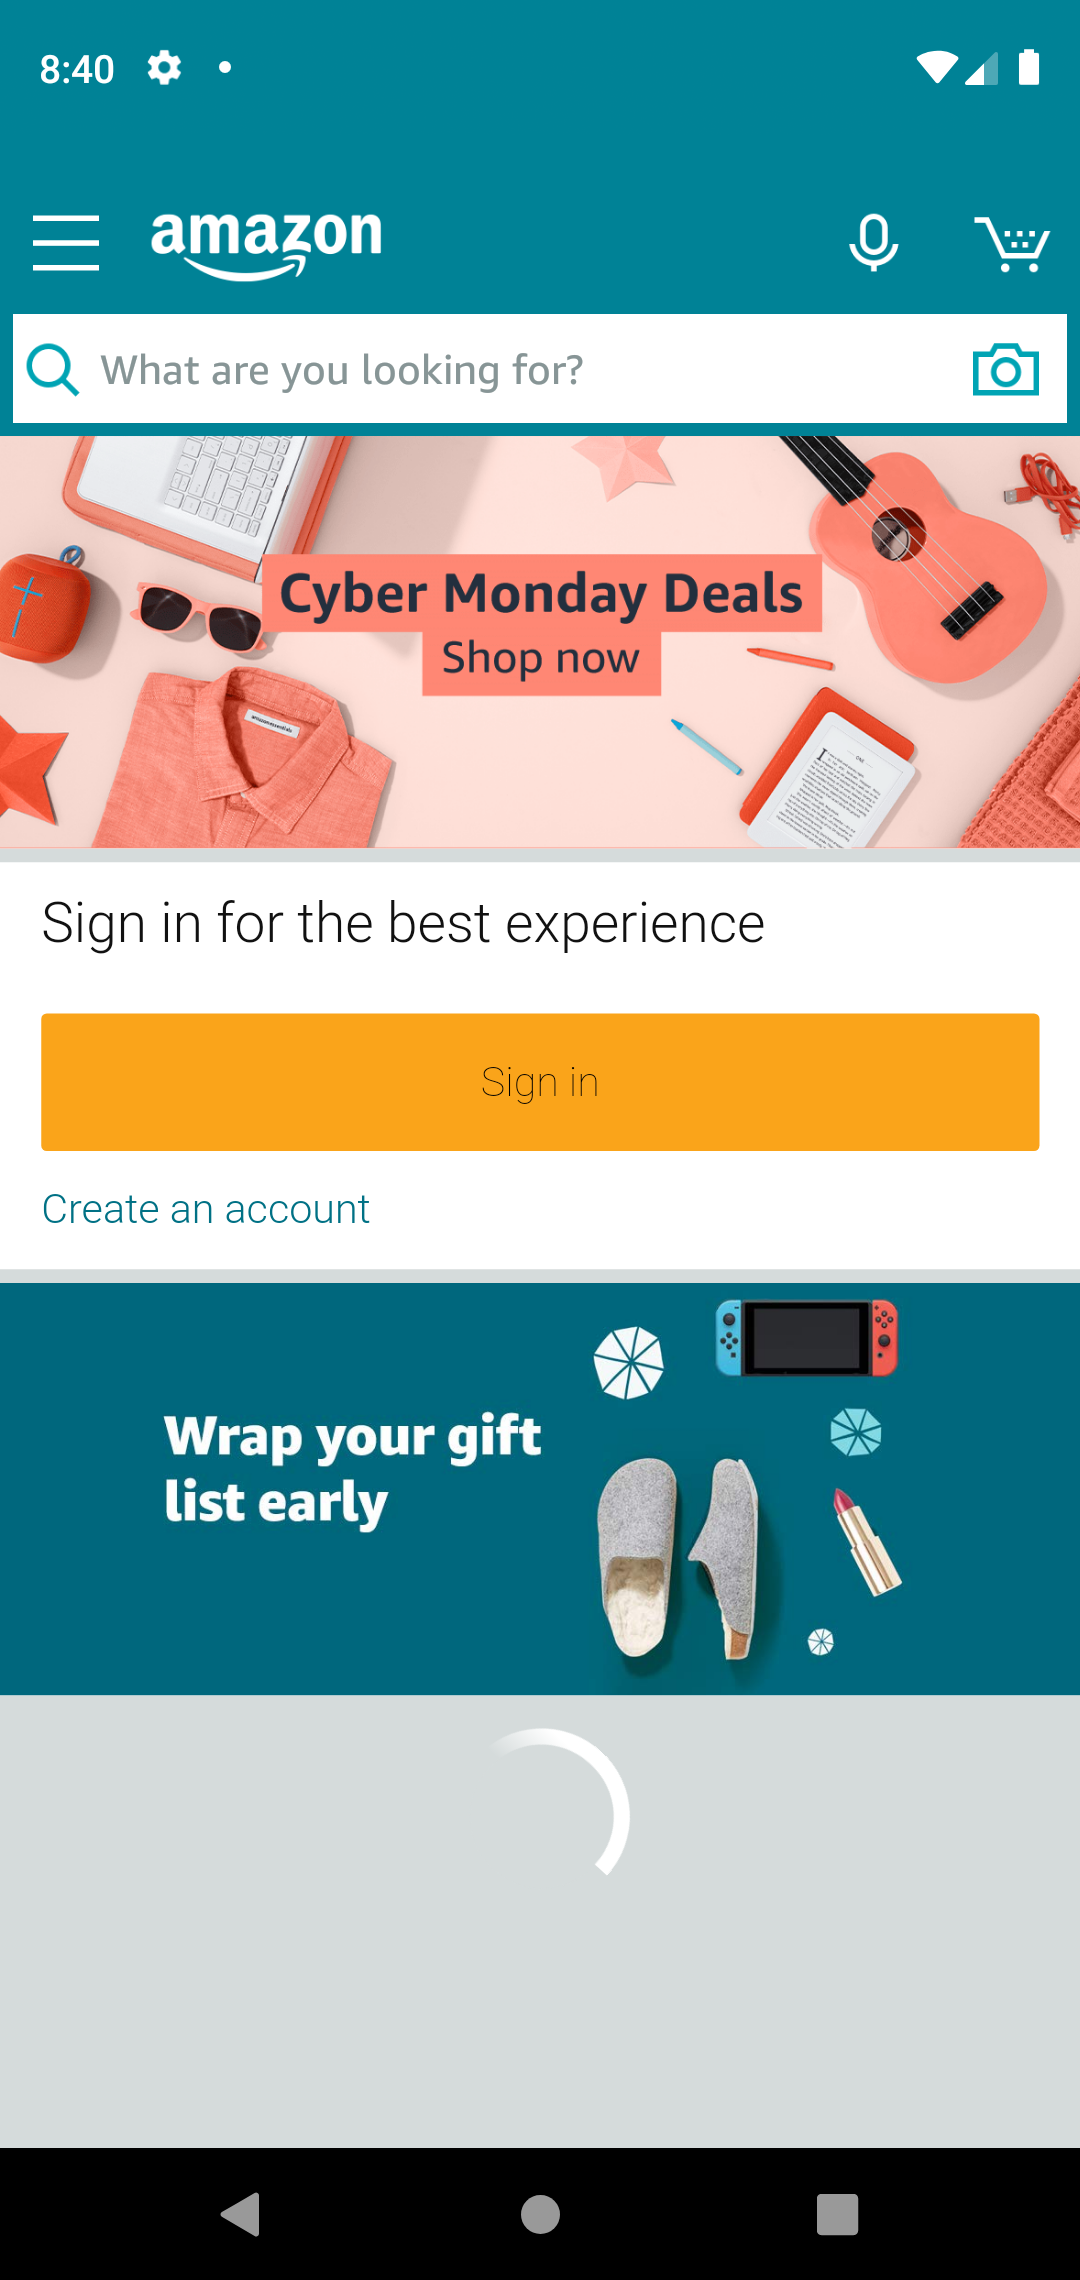 8:40
amazon
What are you looking for?
Cyber Monday Deals
Shop now
Sign in for the best experience
Sign in
Create an account
Wrap your gift
list early